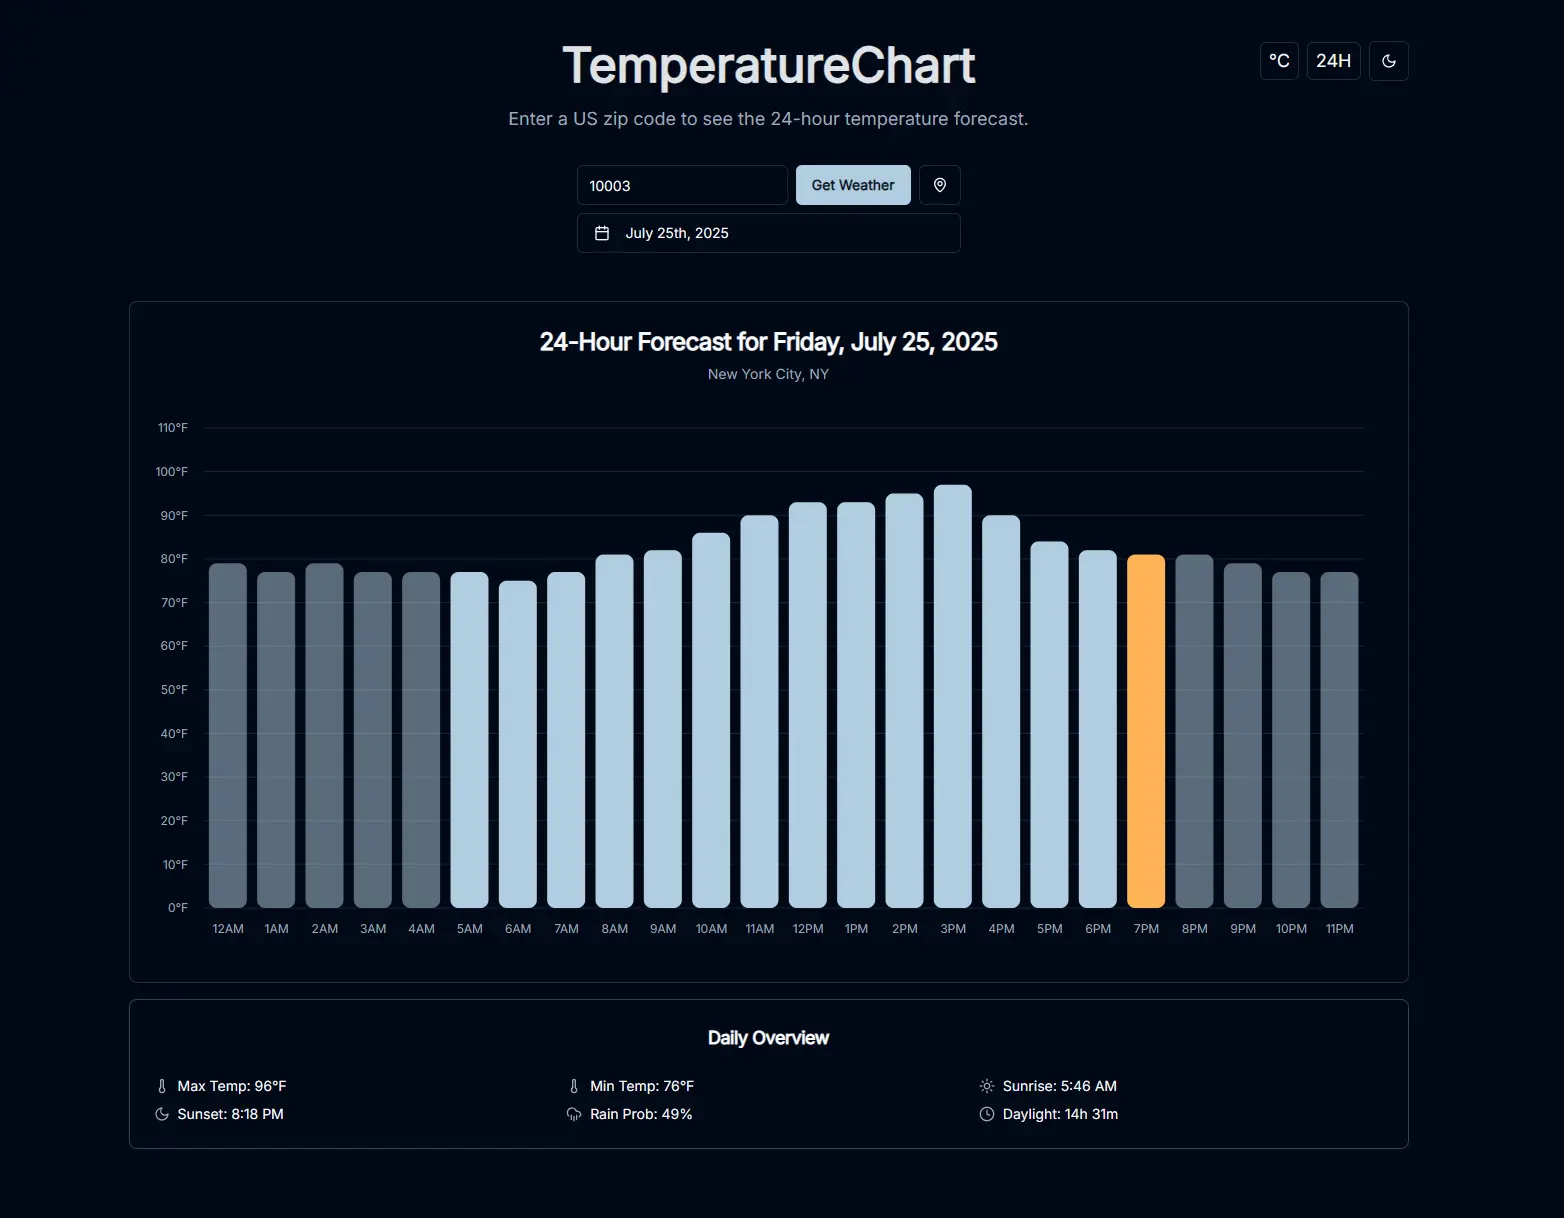 TemperatureChart
°C 24H
Enter a US zip code to see the 24-hour temperature forecast.
10003 Get Weather
July 25th, 2025
24-Hour Forecast for Friday, July 25, 2025
New York City, NY
110°F
100°F
90°F
80°F
70°F
60°F
50°F
40°F
30°F
20°F
10°F
0°F
12AM 1AM 2AM 3AM 4AM 5AM 6AM 7AM 8AM 9AM 10AM 11AM 12PM 1PM 2PM 3PM 4PM 5PM 6PM 7PM 8PM 9PM 10PM 11PM
Daily Overview
Max Temp: 96°F Min Temp: 76°F Sunrise: 5:46 AM
Sunset: 8:18 PM Rain Prob: 49% Daylight: 14h 31m